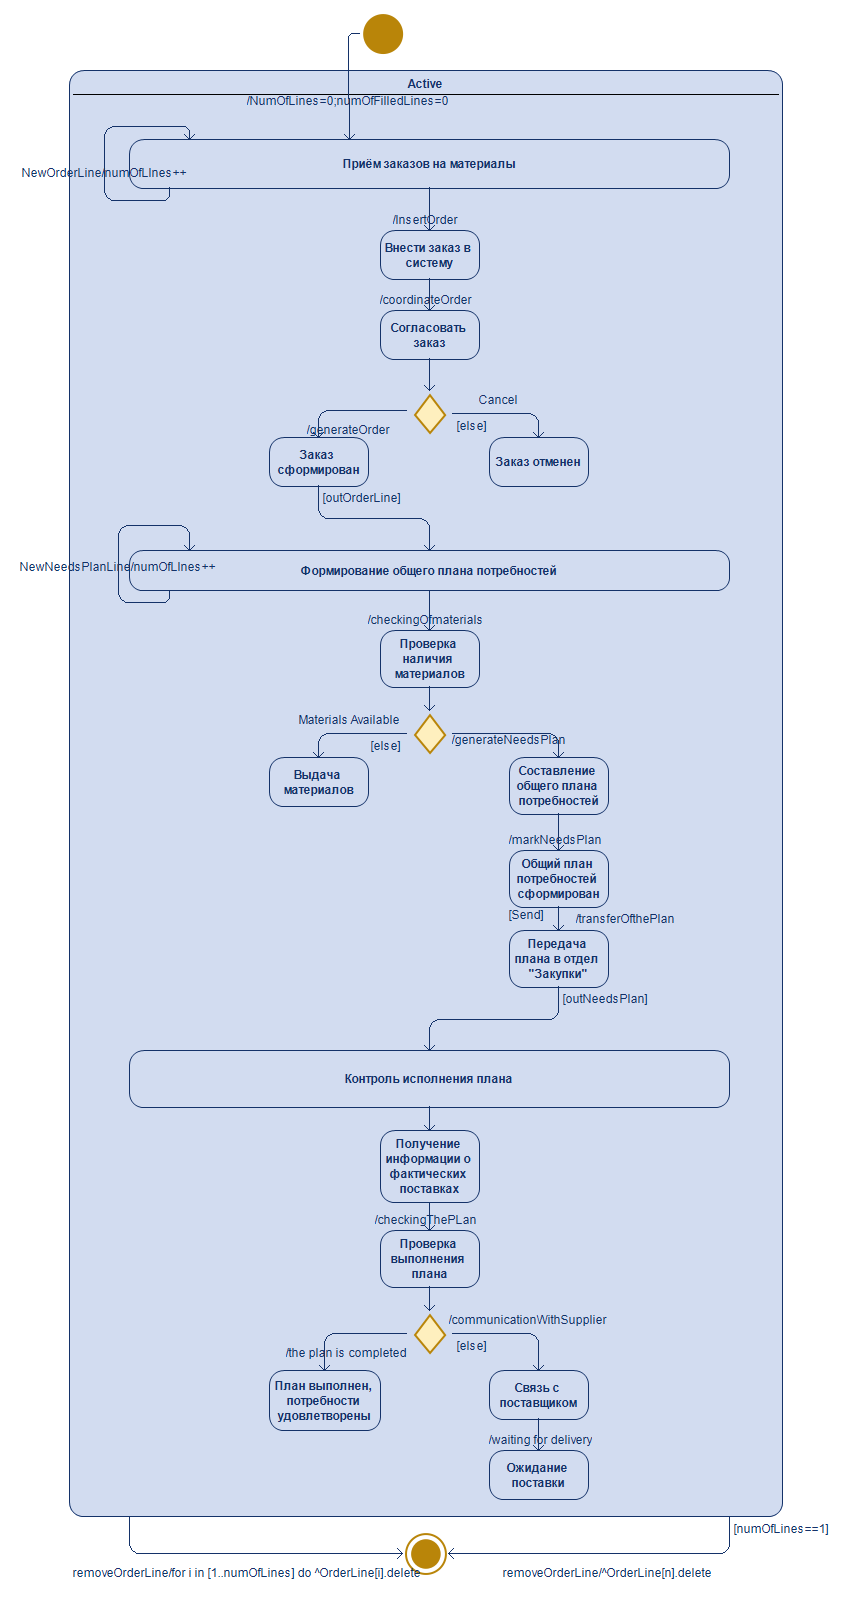 Active
/NumOfLines=0;numOfFilledLines=0
Приём заказов на материалы
NewOrderLine/numOfLInes++
/InsertOrder
Внести заказ в
систему
/coordinateOrder
Согласовать
заказ
Cancel
/generateOrder
[else]
Заказ
сформирован
Заказ отменен
[outOrderLine]
NewNeedsPlanLine/numOfLInes++
Формирование общего плана потребностей
/checkingOfmaterials
Проверка
наличия
материалов
Materials Available
[else]
/generateNeedsPlan
Выдача
материалов
Составление
общего плана
потребностей
/markNeedsPlan
Общий план
потребностей
сформирован
[Send]
/transferOfthePlan
Передача
плана в отдел
"Закупки"
[outNeedsPlan]
Контроль исполнения плана
Получение
информации о
фактических
поставках
/checkingThePLan
Проверка
выполнения
плана
/communicationWithSupplier
/the plan is completed
[else]
План выполнен,
потребности
удовлетворены
Связь с
поставщиком
/waiting for delivery
Ожидание
поставки
[numOfLines==1]
removeOrderLine/for i in [1..numOfLines] do ^OrderLine[i].delete
removeOrderLine/^OrderLine[n].delete